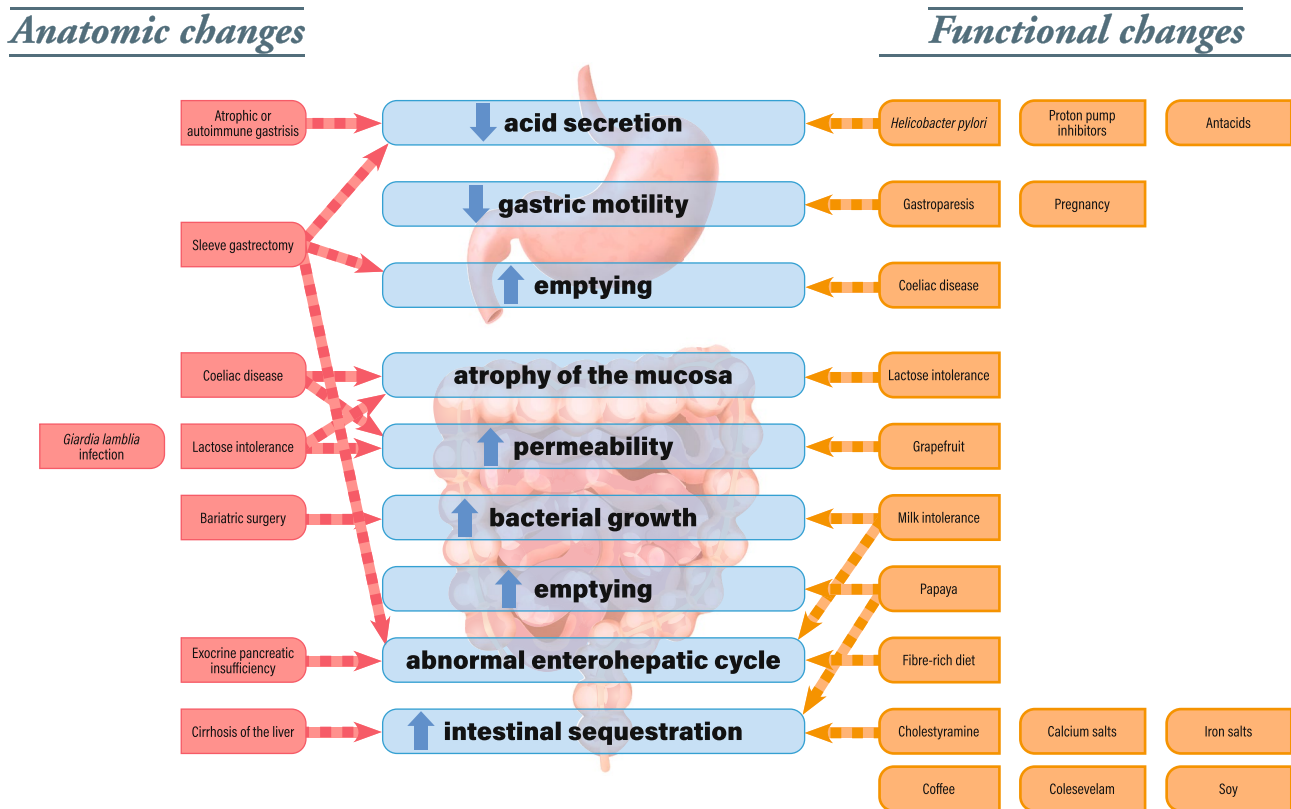 Anatomic changes
Functional changes
Atrophic or
autoimmune gastrisis
acid secretion
Helicobacter pylori
Proton pump
inhibitors
Antacids
gastric motility
Gastroparesis
Pregnancy
Sleeve gastrectomy
emptying
Coeliac disease
Coeliac disease
atrophy of the mucosa
Lactose intolerance
Giardia lamblia
infection
Lactose intolerance
permeability
Grapefruit
Bariatric surgery
bacterial growth
Milk intolerance
emptying
Papaya
Exocrine pancreatic
insufficiency
abnormal enterohepatic cycle
Fibre-rich diet
Cirrhosis of the liver
intestinal sequestration
Cholestyramine
Calcium salts
Iron salts
Coffee
Colesevelam
Soy